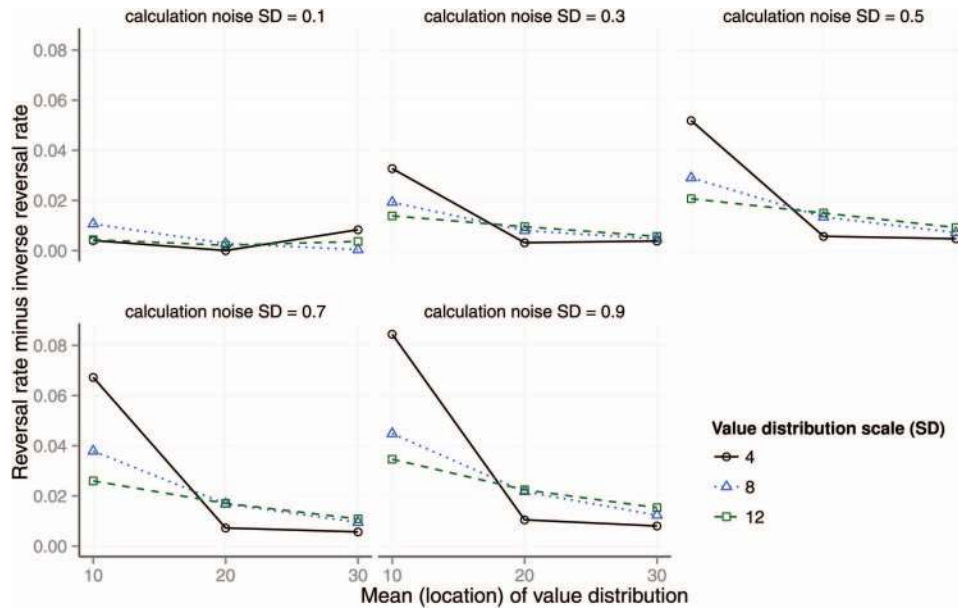 calculation noise SD = 0.1
calculation noise SD = 0.3
calculation noise SD = 0.5
0.08
0.06
0.04
0.02
0.00
Reversal rate minus inverse reversal rate
calculation noise SD = 0.7
calculation noise SD = 0.9
0.08
0.06
0.04
0.02
0.00
Value distribution scale (SD)
4
8
12
10 20 30 10 20 30
Mean (location) of value distribution